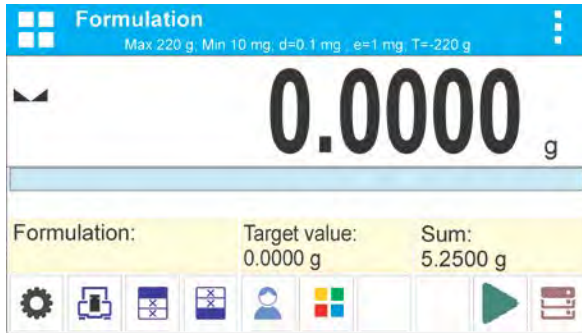 Formulation
Max 220 g; Min 10 mg; d=0.1 mg ; e=1 mg; T=-220 g
0.0000 g
Formulation: Target value: Sum:
0.0000 g 5.2500 g